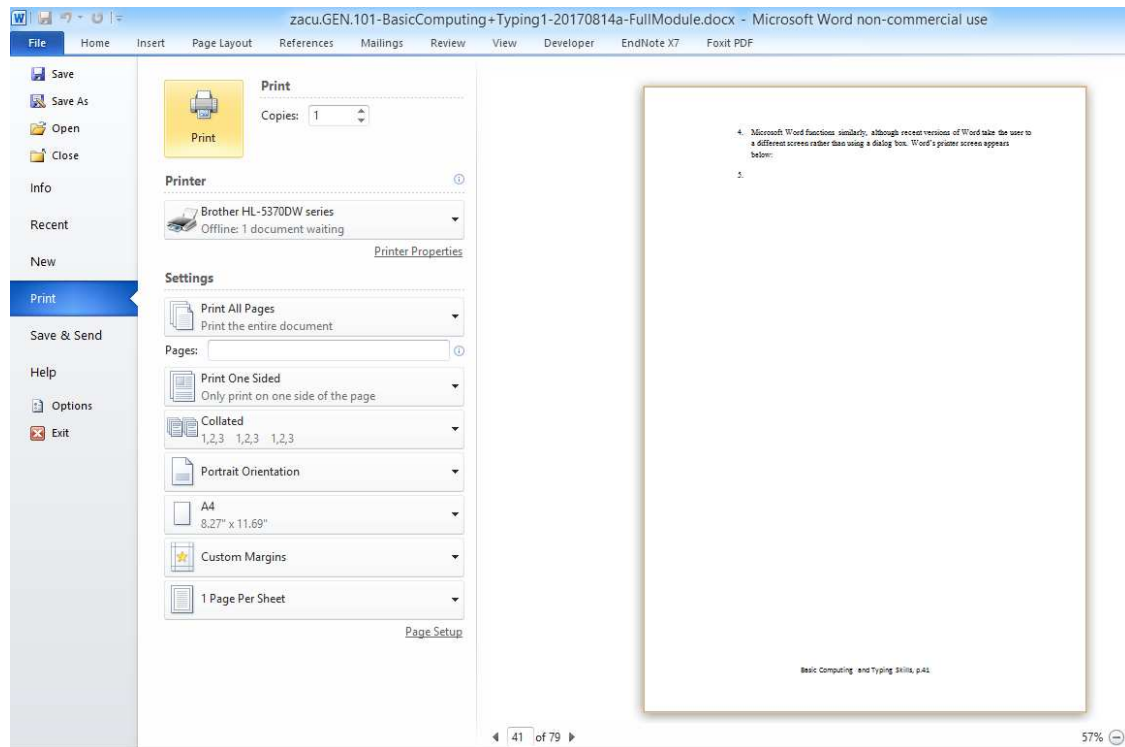 zacu.GEN.101-BasicComputing+Typing1-20170814a-FullModule.docx - Microsoft Word non-commercial use
File Home Insert Page Layout References Mailings Review View Developer EndNote X7 Foxit PDF
Save
Save As
Open
Close
Info
Recent
New
Print
Save & Send
Help
Options
Exit
Print
Print
Copies: 1
Printer
Brother HL-5370DW series
Offline: 1 document waiting
Printer Properties
Settings
Print All Pages
Print the entire document
Pages:
Print One Sided
Only print on one side of the page
Collated
1,2,3 1,2,3 1,2,3
Portrait Orientation
A4
8.27" x 11.69"
Custom Margins
1 Page Per Sheet
Page Setup
4. Microsoft Word functions similarly, although recent versions of Word take the user to
a different screen rather than using a dialog box. Word's printer screen appears
below:
5.
Basic Computing and Typing Skills, p.41
41 of 79
57%